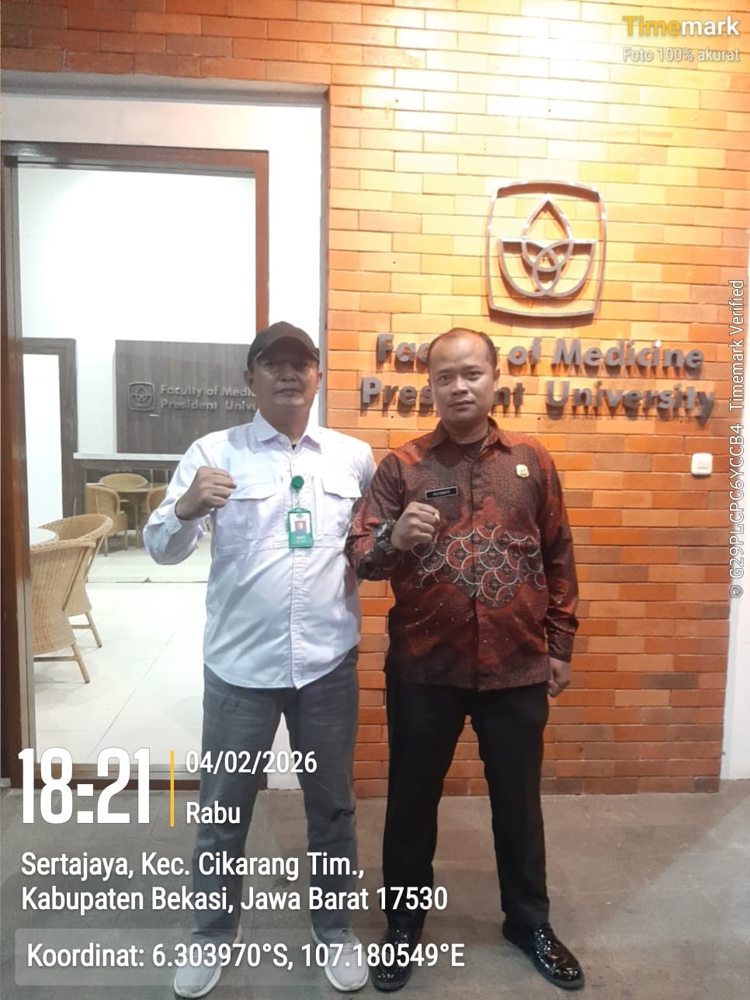 Timemark
Foto 100% akurat
Faculty of Medicine
President University
Faculty of Medi
President Unive
© G29PLCPC6YCCB4 Timemark Verified
18:21
04/02/2026
Rabu
Sertajaya, Kec. Cikarang Tim.,
Kabupaten Bekasi, Jawa Barat 17530
Koordinat: 6.303970°S, 107.180549°E